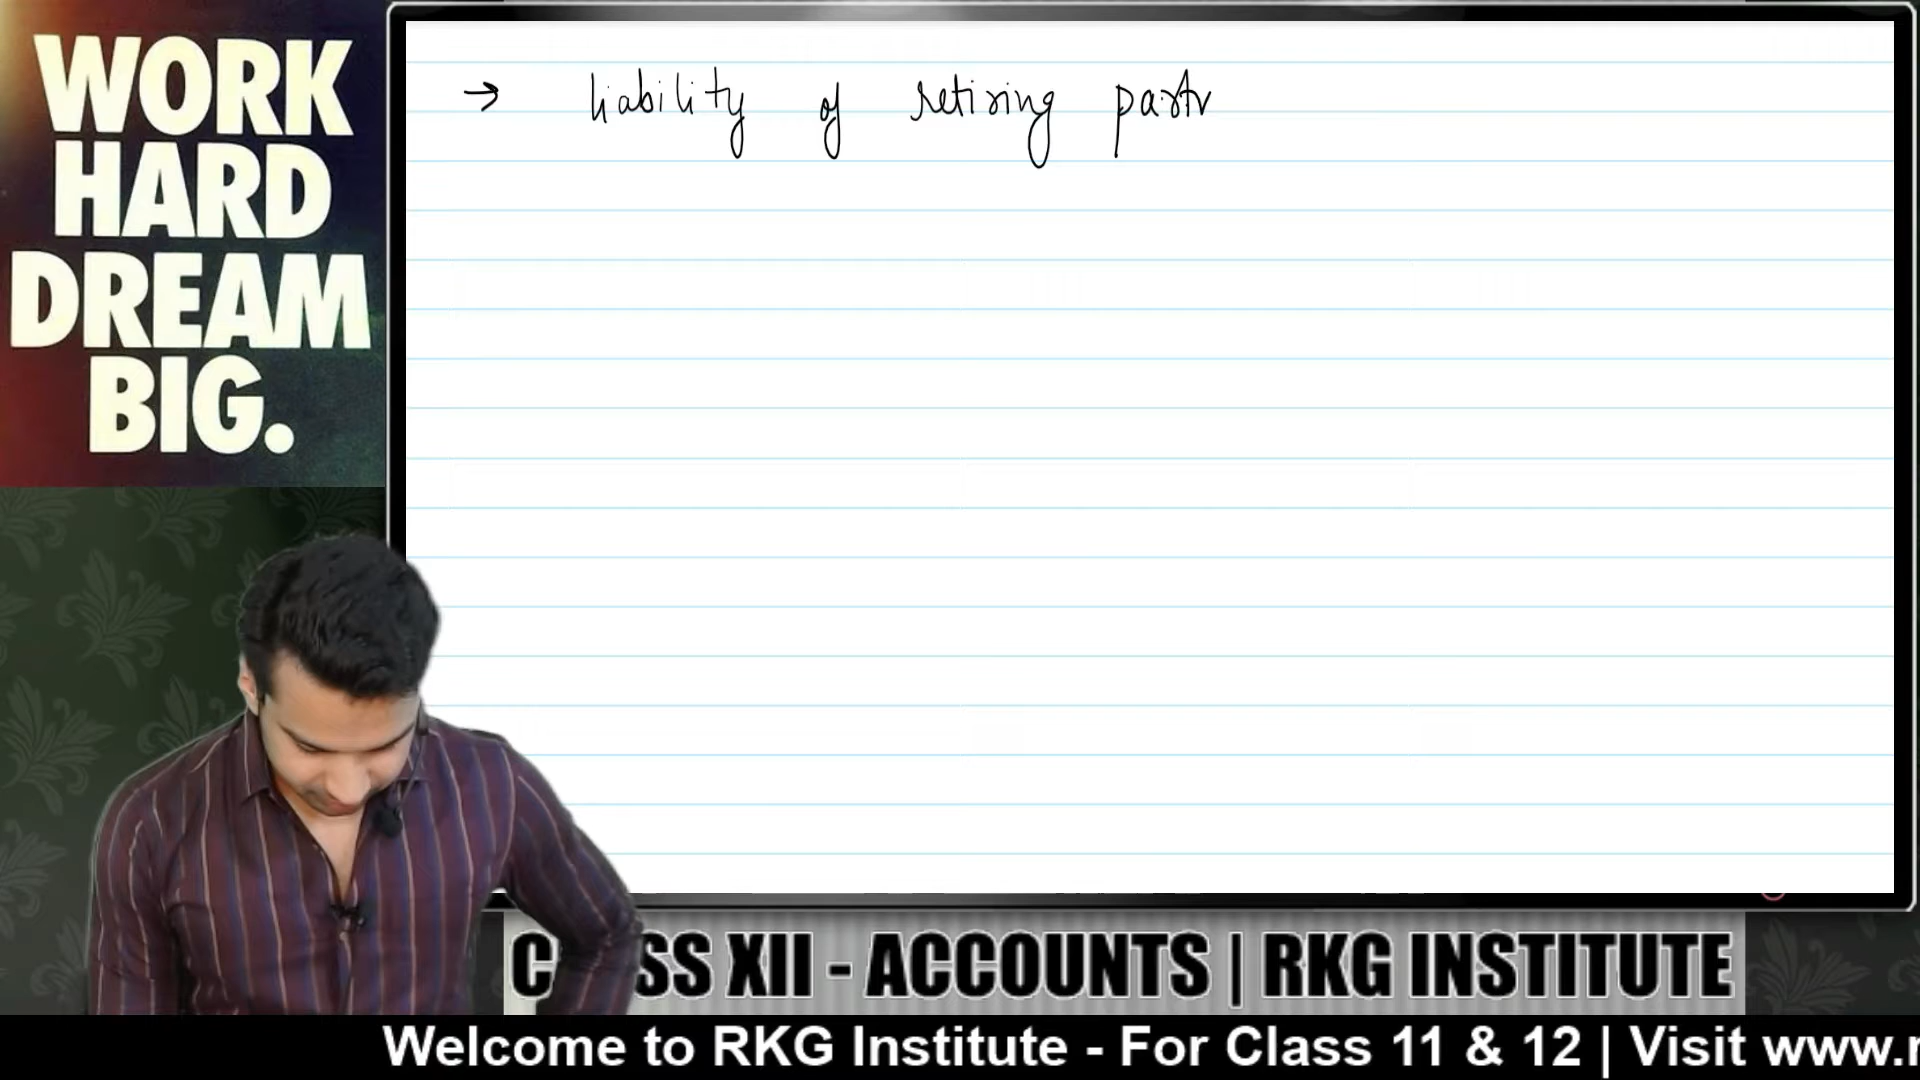 WORK
HARD
DREAM
BIG.
→ liability of retiring partn
CLASS XII - ACCOUNTS | RKG INSTITUTE
Welcome to RKG Institute - For Class 11 & 12 | Visit www.r